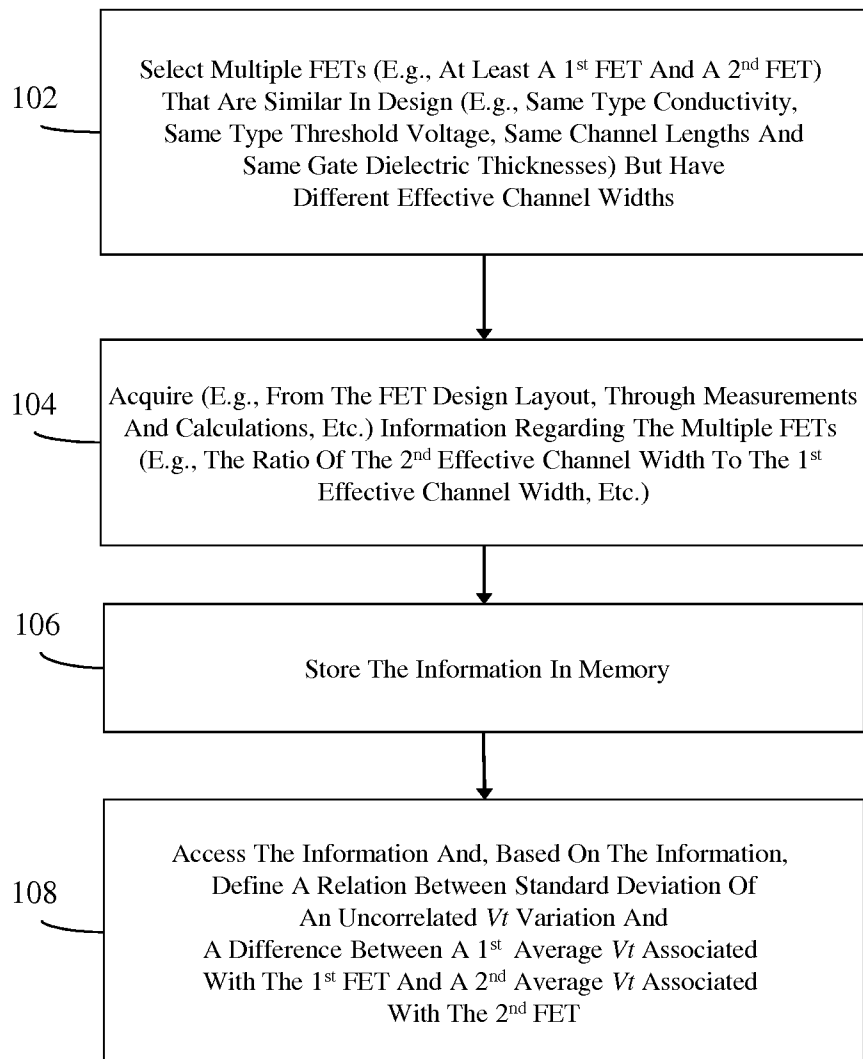 102
Select Multiple FETs (E.g., At Least A 1st FET And A 2nd FET)
That Are Similar In Design (E.g., Same Type Conductivity,
Same Type Threshold Voltage, Same Channel Lengths And
Same Gate Dielectric Thicknesses) But Have
Different Effective Channel Widths
104
Acquire (E.g., From The FET Design Layout, Through Measurements
And Calculations, Etc.) Information Regarding The Multiple FETs
(E.g., The Ratio Of The 2nd Effective Channel Width To The 1st
Effective Channel Width, Etc.)
106
Store The Information In Memory
108
Access The Information And, Based On The Information,
Define A Relation Between Standard Deviation Of
An Uncorrelated Vt Variation And
A Difference Between A 1st Average Vt Associated
With The 1st FET And A 2nd Average Vt Associated
With The 2nd FET